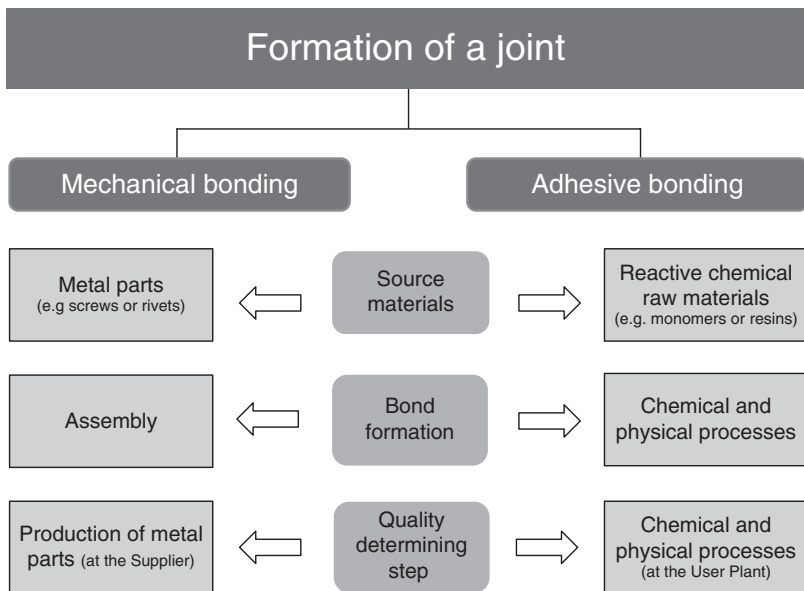 Formation of a joint
Mechanical bonding
Adhesive bonding
Metal parts
(e.g screws or rivets)
Source
materials
Reactive chemical
raw materials
(e.g. monomers or resins)
Assembly
Bond
formation
Chemical and
physical processes
Production of metal
parts (at the Supplier)
Quality
determining
step
Chemical and
physical processes
(at the User Plant)